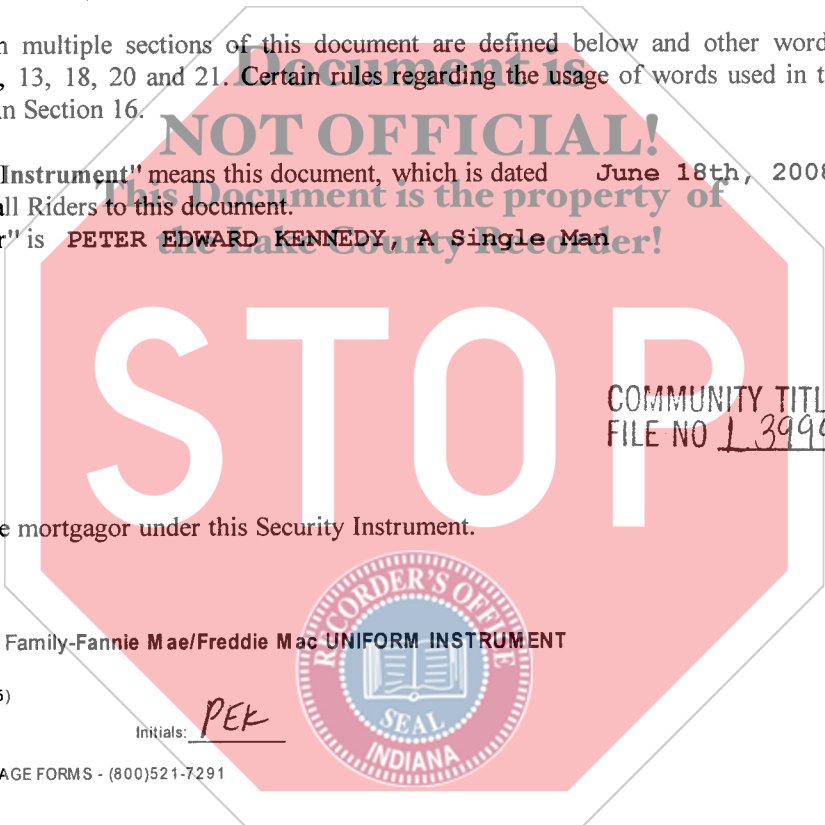 multiple sections of this document are defined below and other
, 13, 18, 20 and 21. Certain rules regarding the usage of words used in
in Section 16.
Document is
NOT OFFICIAL!
This Document is the property of
the Lake County Recorder!
Instrument" means this document, which is dated June 18th, 2008
all Riders to this document.
r" is PETER EDWARD KENNEDY, A Single Man
STOP
COMMUNITY TITL
FILE NO L 3999
e mortgagor under this Security Instrument.
RECORDER'S OFFICE
SEAL
INDIANA
Family-Fannie Mae/Freddie Mac UNIFORM INSTRUMENT
Initials: PEK
AGE FORMS - (800)521-7291